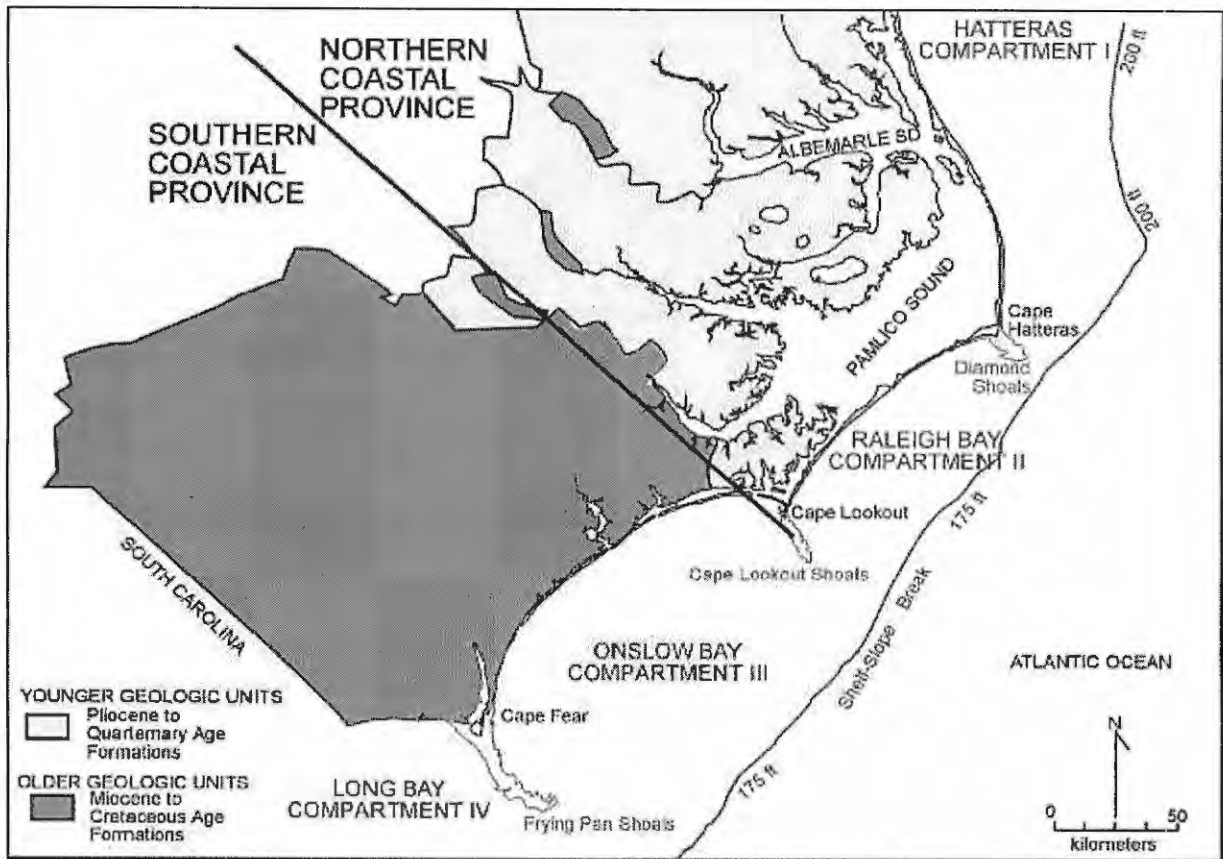 HATTERAS
COMPARTMENT I
200 ft
NORTHERN
COASTAL
PROVINCE
SOUTHERN
COASTAL
PROVINCE
ALBEMARLE SD
200 ft
PAMLICO SOUND
Cape
Hatteras
Diamond
Shoals
RALEIGH BAY
COMPARTMENT II
175 ft
Cape Lookout
Cape Lookout Shoals
SOUTH CAROLINA
ONSLOW BAY
COMPARTMENT III
Shelf-Slope Break
ATLANTIC OCEAN
YOUNGER GEOLOGIC UNITS
Pliocene to
Quarternary Age
Formations
Cape Fear
N
OLDER GEOLOGIC UNITS
Miocene to
Cretaceous Age
Formations
LONG BAY
COMPARTMENT IV
Frying Pan Shoals
175 ft
0 50
kilometers